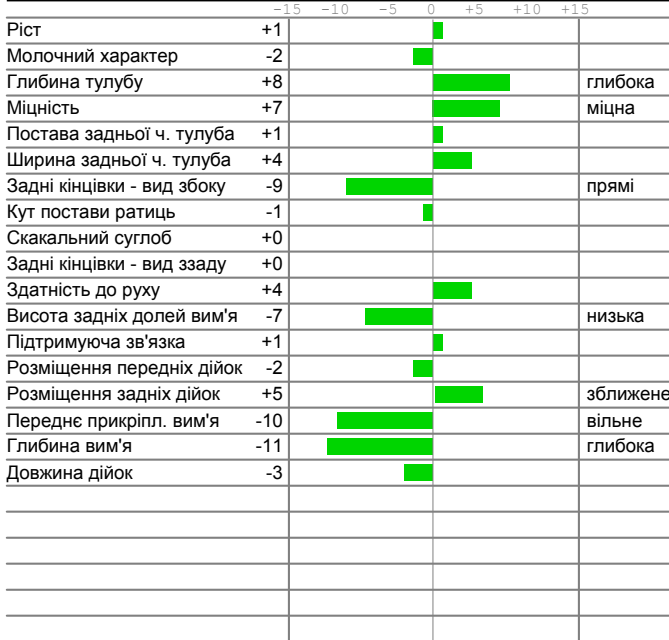 -15 -10 -5 0 +5 +10 +15
Ріст +1
Молочний характер -2
Глибина тулубу +8 глибока
Міцність +7 міцна
Постава задньої ч. тулуба +1
Ширина задньої ч. тулуба +4
Задні кінцівки - вид збоку -9 прямі
Кут постави ратиць -1
Скакальний суглоб +0
Задні кінцівки - вид ззаду +0
Здатність до руху +4
Висота задніх долей вим'я -7 низька
Підтримуюча зв'язка +1
Розміщення передніх дійок -2
Розміщення задніх дійок +5 зближене
Переднє прикріпл. вим'я -10 вільне
Глибина вим'я -11 глибока
Довжина дійок -3